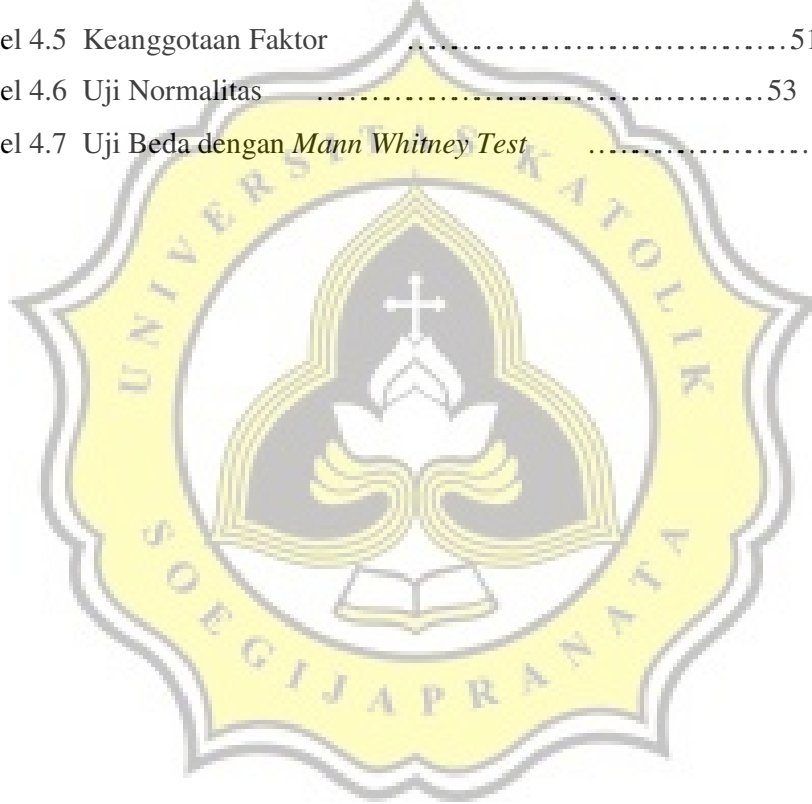 el 4.5 Keanggotaan Faktor ……………………………………51
el 4.6 Uji Normalitas ……………………………………………53
el 4.7 Uji Beda dengan Mann Whitney Test ………………………
UNIVERSITAS KATOLIK
SOEGIJAPRANATA